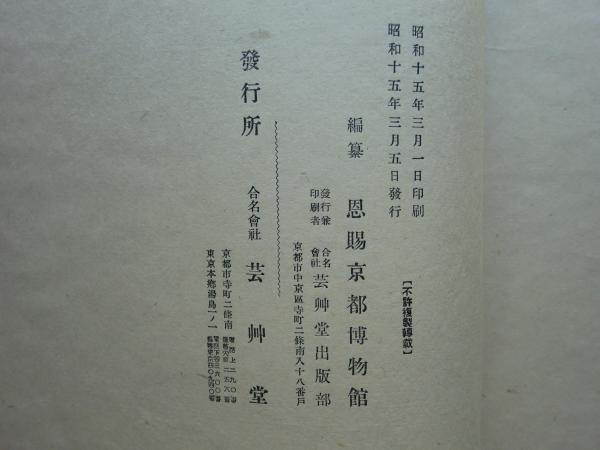 昭和十五年三月一日印刷
昭和十五年三月五日發行
【不許複製轉載】
編纂 恩賜京都博物館
發行兼印刷者 合名會社 芸艸堂出版部
京都市中京區寺町二條南入十八番戸
發行所 合名會社 芸艸堂
京都市寺町二條南
東京本郷湯島一ノ一